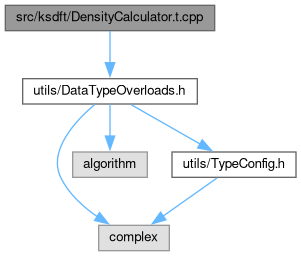 src/ksdft/DensityCalculator.t.cpp
utils/DataTypeOverloads.h
algorithm
utils/TypeConfig.h
complex